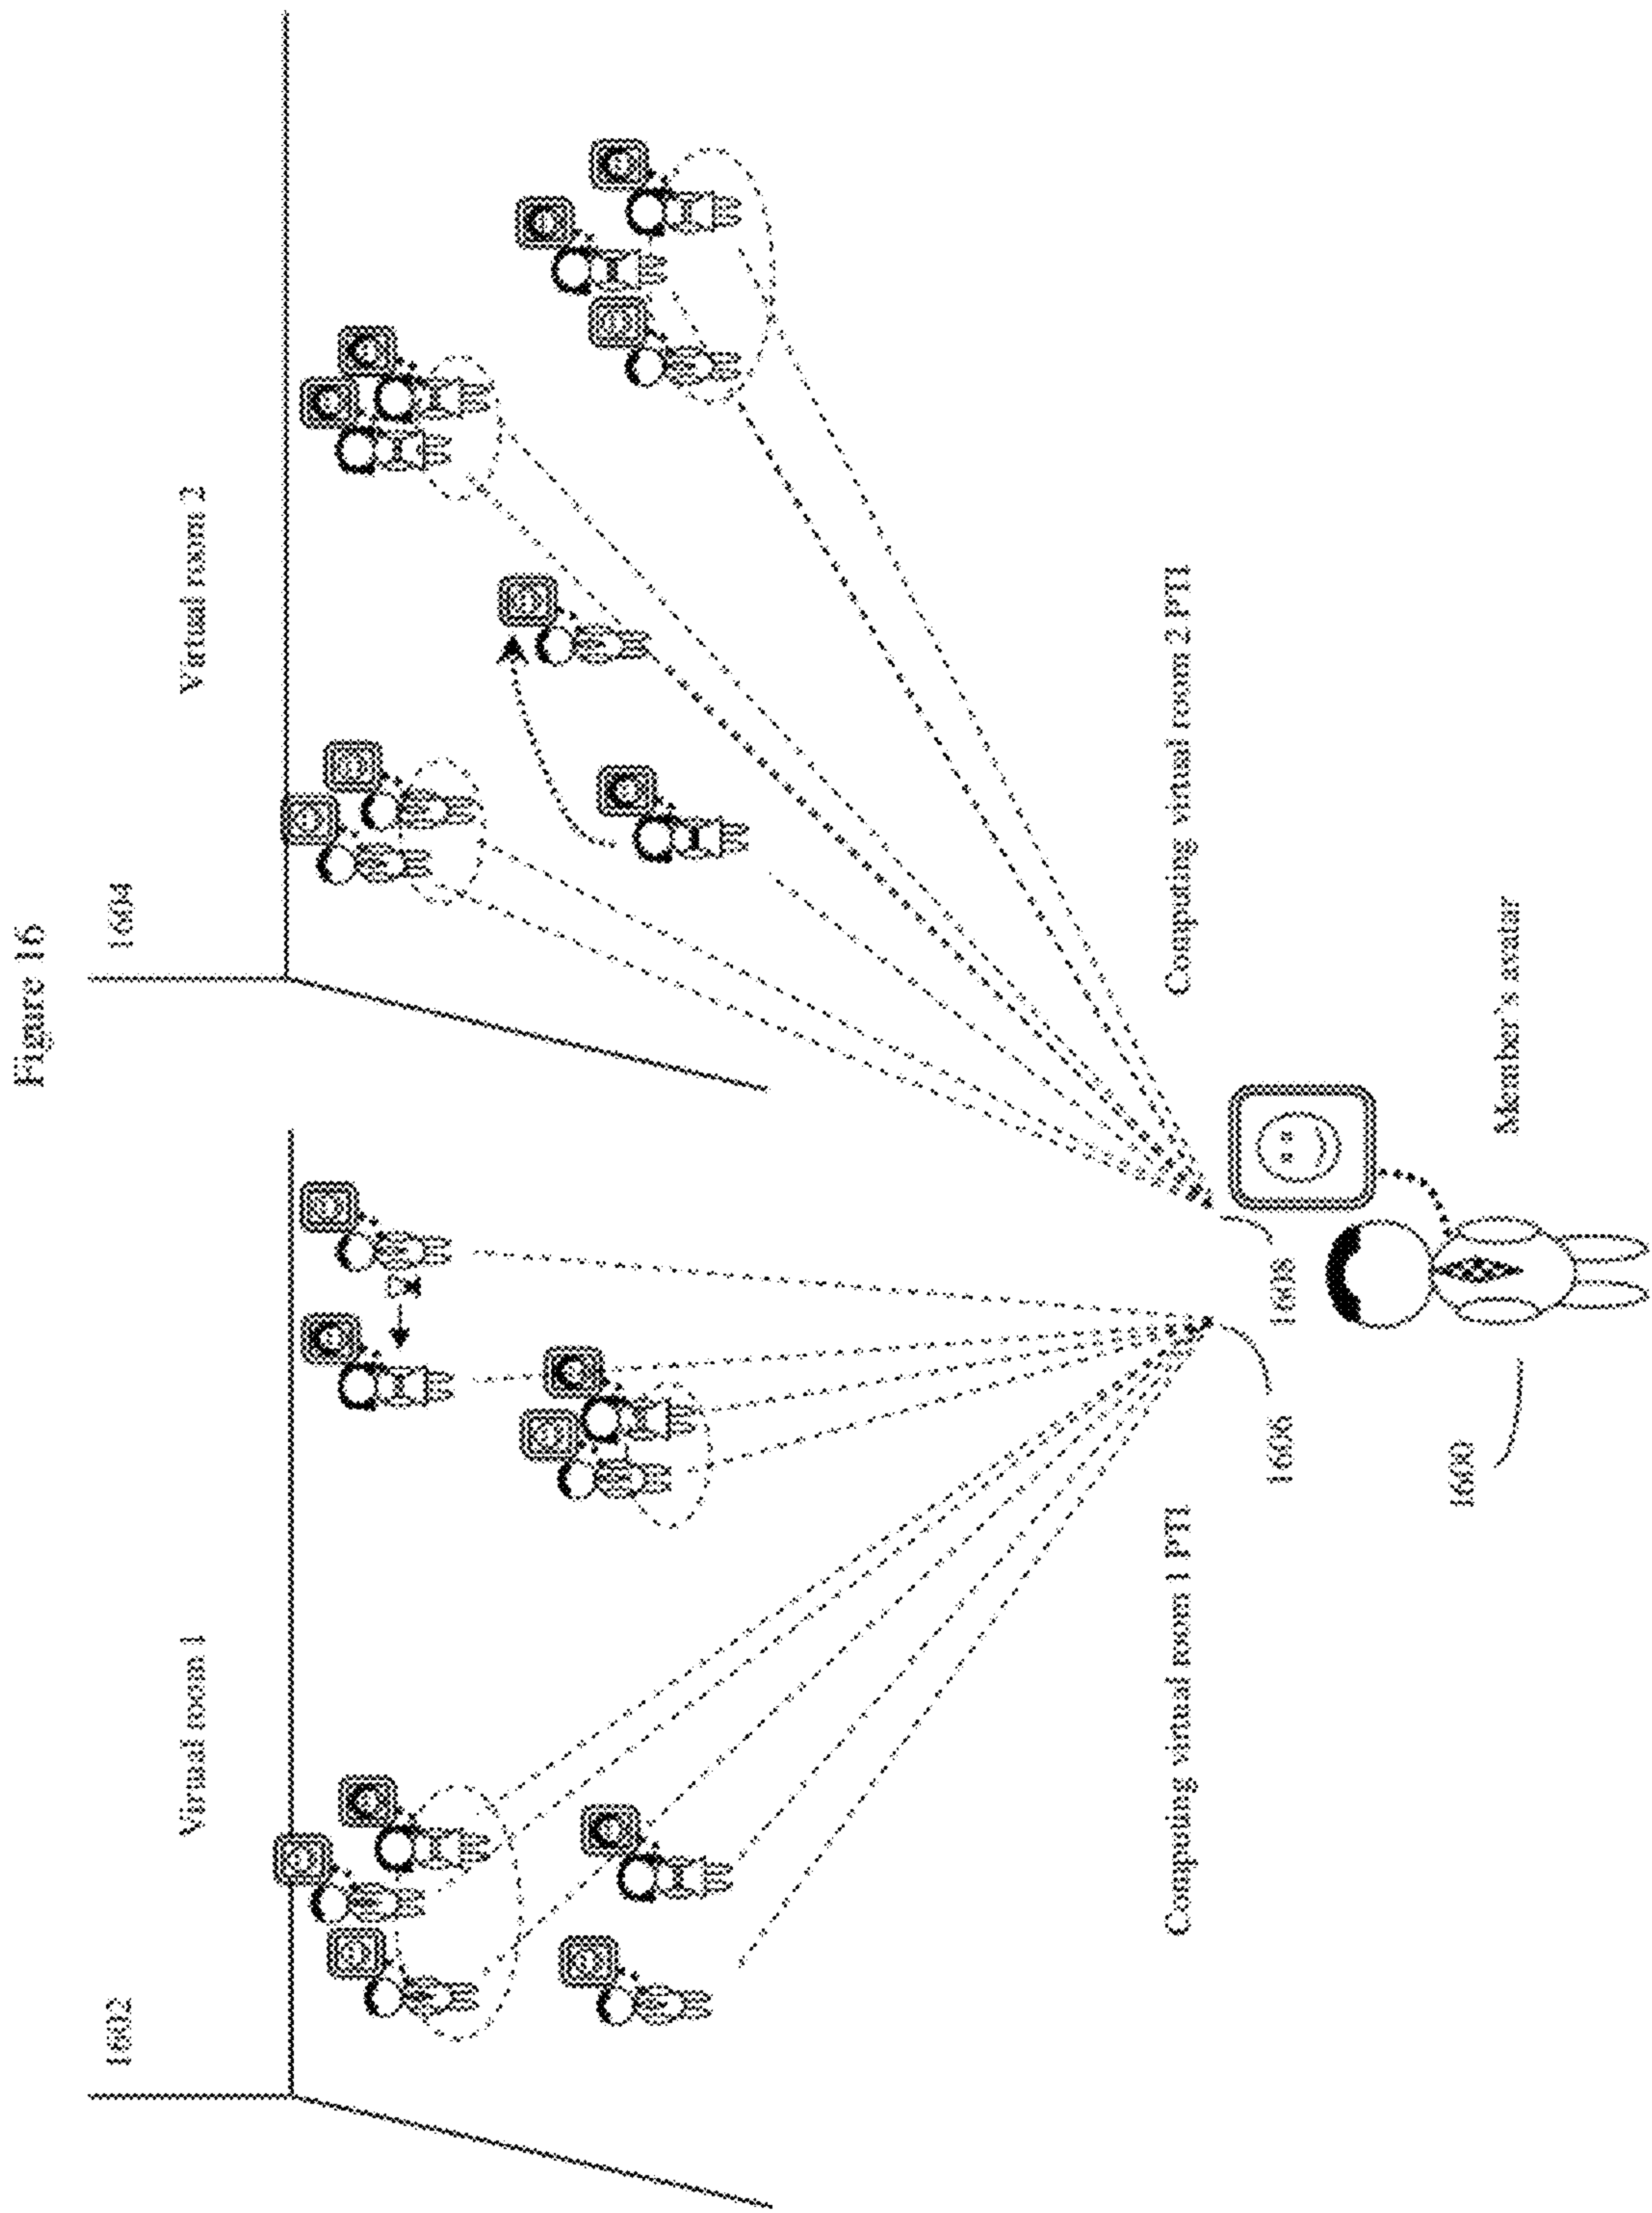 Figure 16
1602
1604
Virtual room 1
Virtual room 2
Computing virtual room 1 PTI
Computing virtual room 2 PTI
1606
1608
1600
Member's avatar